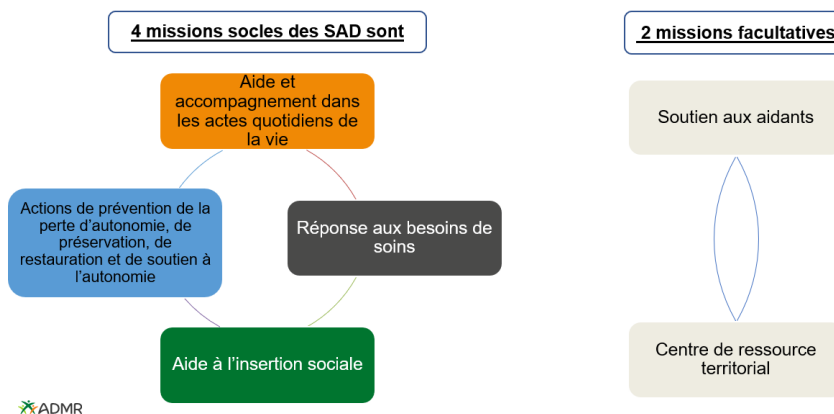 4 missions socles des SAD sont
Aide et
accompagnement dans
les actes quotidiens de
la vie
Actions de prévention de la
perte d'autonomie, de
préservation, de
restauration et de soutien à
l'autonomie
Réponse aux besoins de
soins
Aide à l'insertion sociale
ADMR
2 missions facultatives
Soutien aux aidants
Centre de ressource
territorial